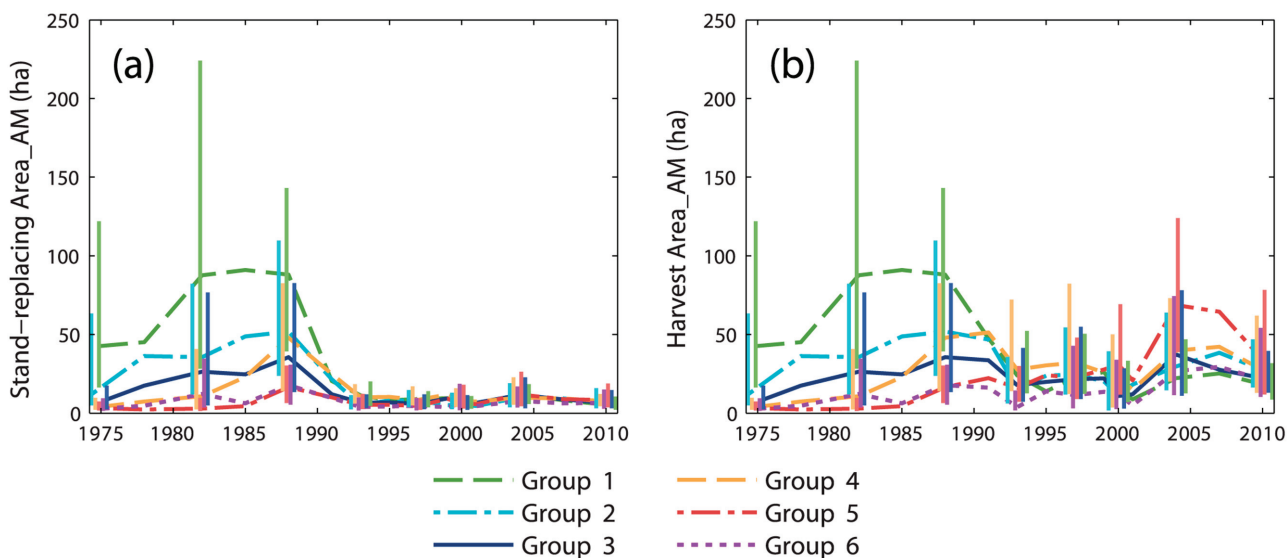 (a)
Stand-replacing Area_AM (ha)
250
200
150
100
50
0
1975 1980 1985 1990 1995 2000 2005 2010
(b)
Harvest Area_AM (ha)
250
200
150
100
50
0
1975 1980 1985 1990 1995 2000 2005 2010
Group 1
Group 2
Group 3
Group 4
Group 5
Group 6